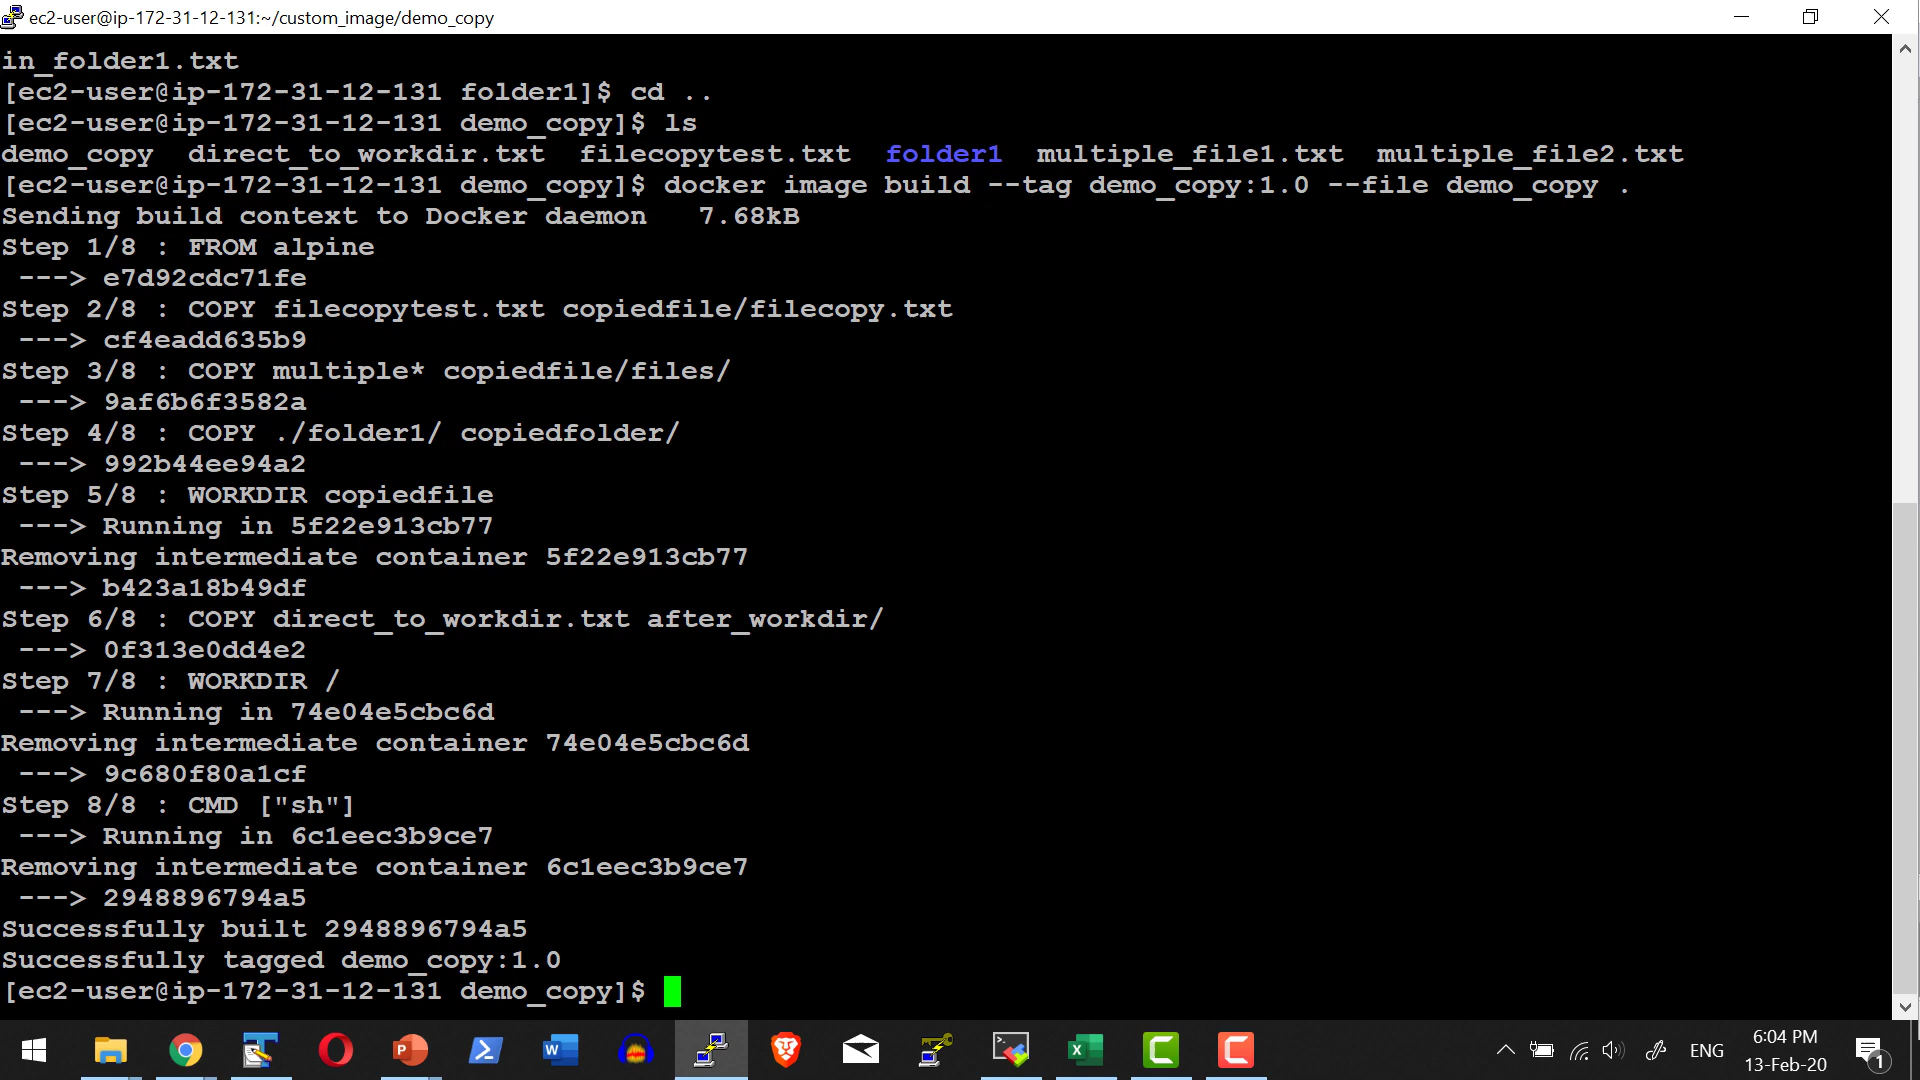 ec2-user@ip-172-31-12-131:~/custom_image/demo_copy
in_folder1.txt
[ec2-user@ip-172-31-12-131 folder1]$ cd ..
[ec2-user@ip-172-31-12-131 demo_copy]$ ls
demo_copy  direct_to_workdir.txt  filecopytest.txt  folder1  multiple_file1.txt  multiple_file2.txt
[ec2-user@ip-172-31-12-131 demo_copy]$ docker image build --tag demo_copy:1.0 --file demo_copy .
Sending build context to Docker daemon   7.68kB
Step 1/8 : FROM alpine
 ---> e7d92cdc71fe
Step 2/8 : COPY filecopytest.txt copiedfile/filecopy.txt
 ---> cf4eadd635b9
Step 3/8 : COPY multiple* copiedfile/files/
 ---> 9af6b6f3582a
Step 4/8 : COPY ./folder1/ copiedfolder/
 ---> 992b44ee94a2
Step 5/8 : WORKDIR copiedfile
 ---> Running in 5f22e913cb77
Removing intermediate container 5f22e913cb77
 ---> b423a18b49df
Step 6/8 : COPY direct_to_workdir.txt after_workdir/
 ---> 0f313e0dd4e2
Step 7/8 : WORKDIR /
 ---> Running in 74e04e5cbc6d
Removing intermediate container 74e04e5cbc6d
 ---> 9c680f80a1cf
Step 8/8 : CMD ["sh"]
 ---> Running in 6c1eec3b9ce7
Removing intermediate container 6c1eec3b9ce7
 ---> 2948896794a5
Successfully built 2948896794a5
Successfully tagged demo_copy:1.0
[ec2-user@ip-172-31-12-131 demo_copy]$
ENG
6:04 PM
13-Feb-20
1